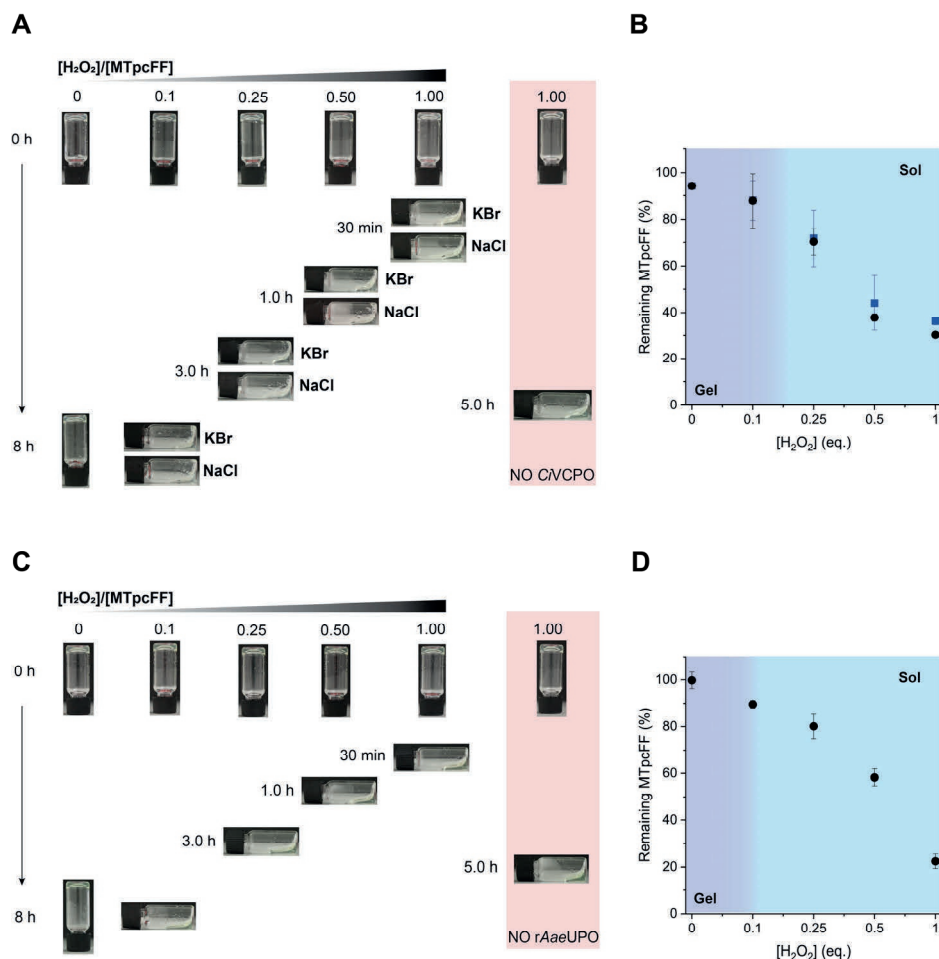 A
[H₂O₂]/[MTpcFF]
0 0.1 0.25 0.50 1.00 1.00
0 h
30 min KBr
NaCl
1.0 h KBr
NaCl
3.0 h KBr
NaCl
5.0 h
8 h KBr
NaCl
NO CiVCPO
B
Remaining MTpcFF (%)
100
80
60
40
20
0
Sol
Gel
0 0.1 0.25 0.5 1
[H₂O₂] (eq.)
C
[H₂O₂]/[MTpcFF]
0 0.1 0.25 0.50 1.00 1.00
0 h
30 min
1.0 h
3.0 h
5.0 h
8 h
NO rAaeUPO
D
Remaining MTpcFF (%)
100
80
60
40
20
0
Sol
Gel
0 0.1 0.25 0.5 1
[H₂O₂] (eq.)